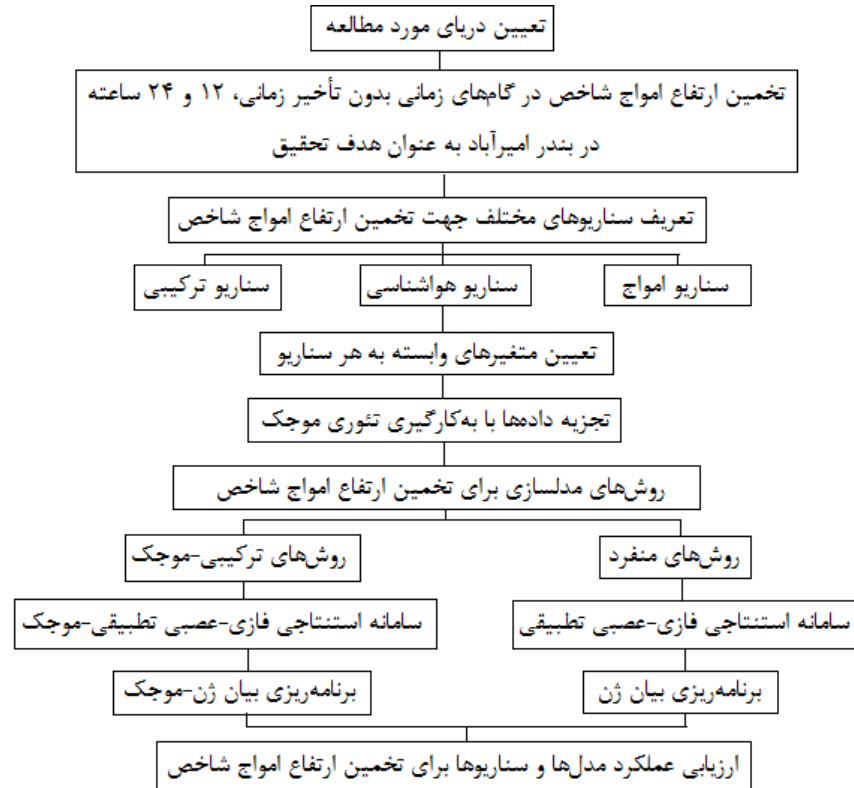 تعیین دریای مورد مطالعه
تخمین ارتفاع امواج شاخص در گام‌های زمانی بدون تأخیر زمانی، ۱۲ و ۲۴ ساعته
در بندر امیرآباد به عنوان هدف تحقیق
تعریف سناریوهای مختلف جهت تخمین ارتفاع امواج شاخص
سناریو امواج
سناریو هواشناسی
سناریو ترکیبی
تعیین متغیرهای وابسته به هر سناریو
تجزیه داده‌ها با به‌کارگیری تئوری موجک
روش‌های مدلسازی برای تخمین ارتفاع امواج شاخص
روش‌های منفرد
روش‌های ترکیبی-موجک
سامانه استنتاجی فازی-عصبی تطبیقی
سامانه استنتاجی فازی-عصبی تطبیقی-موجک
برنامه‌ریزی بیان ژن
برنامه‌ریزی بیان ژن-موجک
ارزیابی عملکرد مدل‌ها و سناریوها برای تخمین ارتفاع امواج شاخص